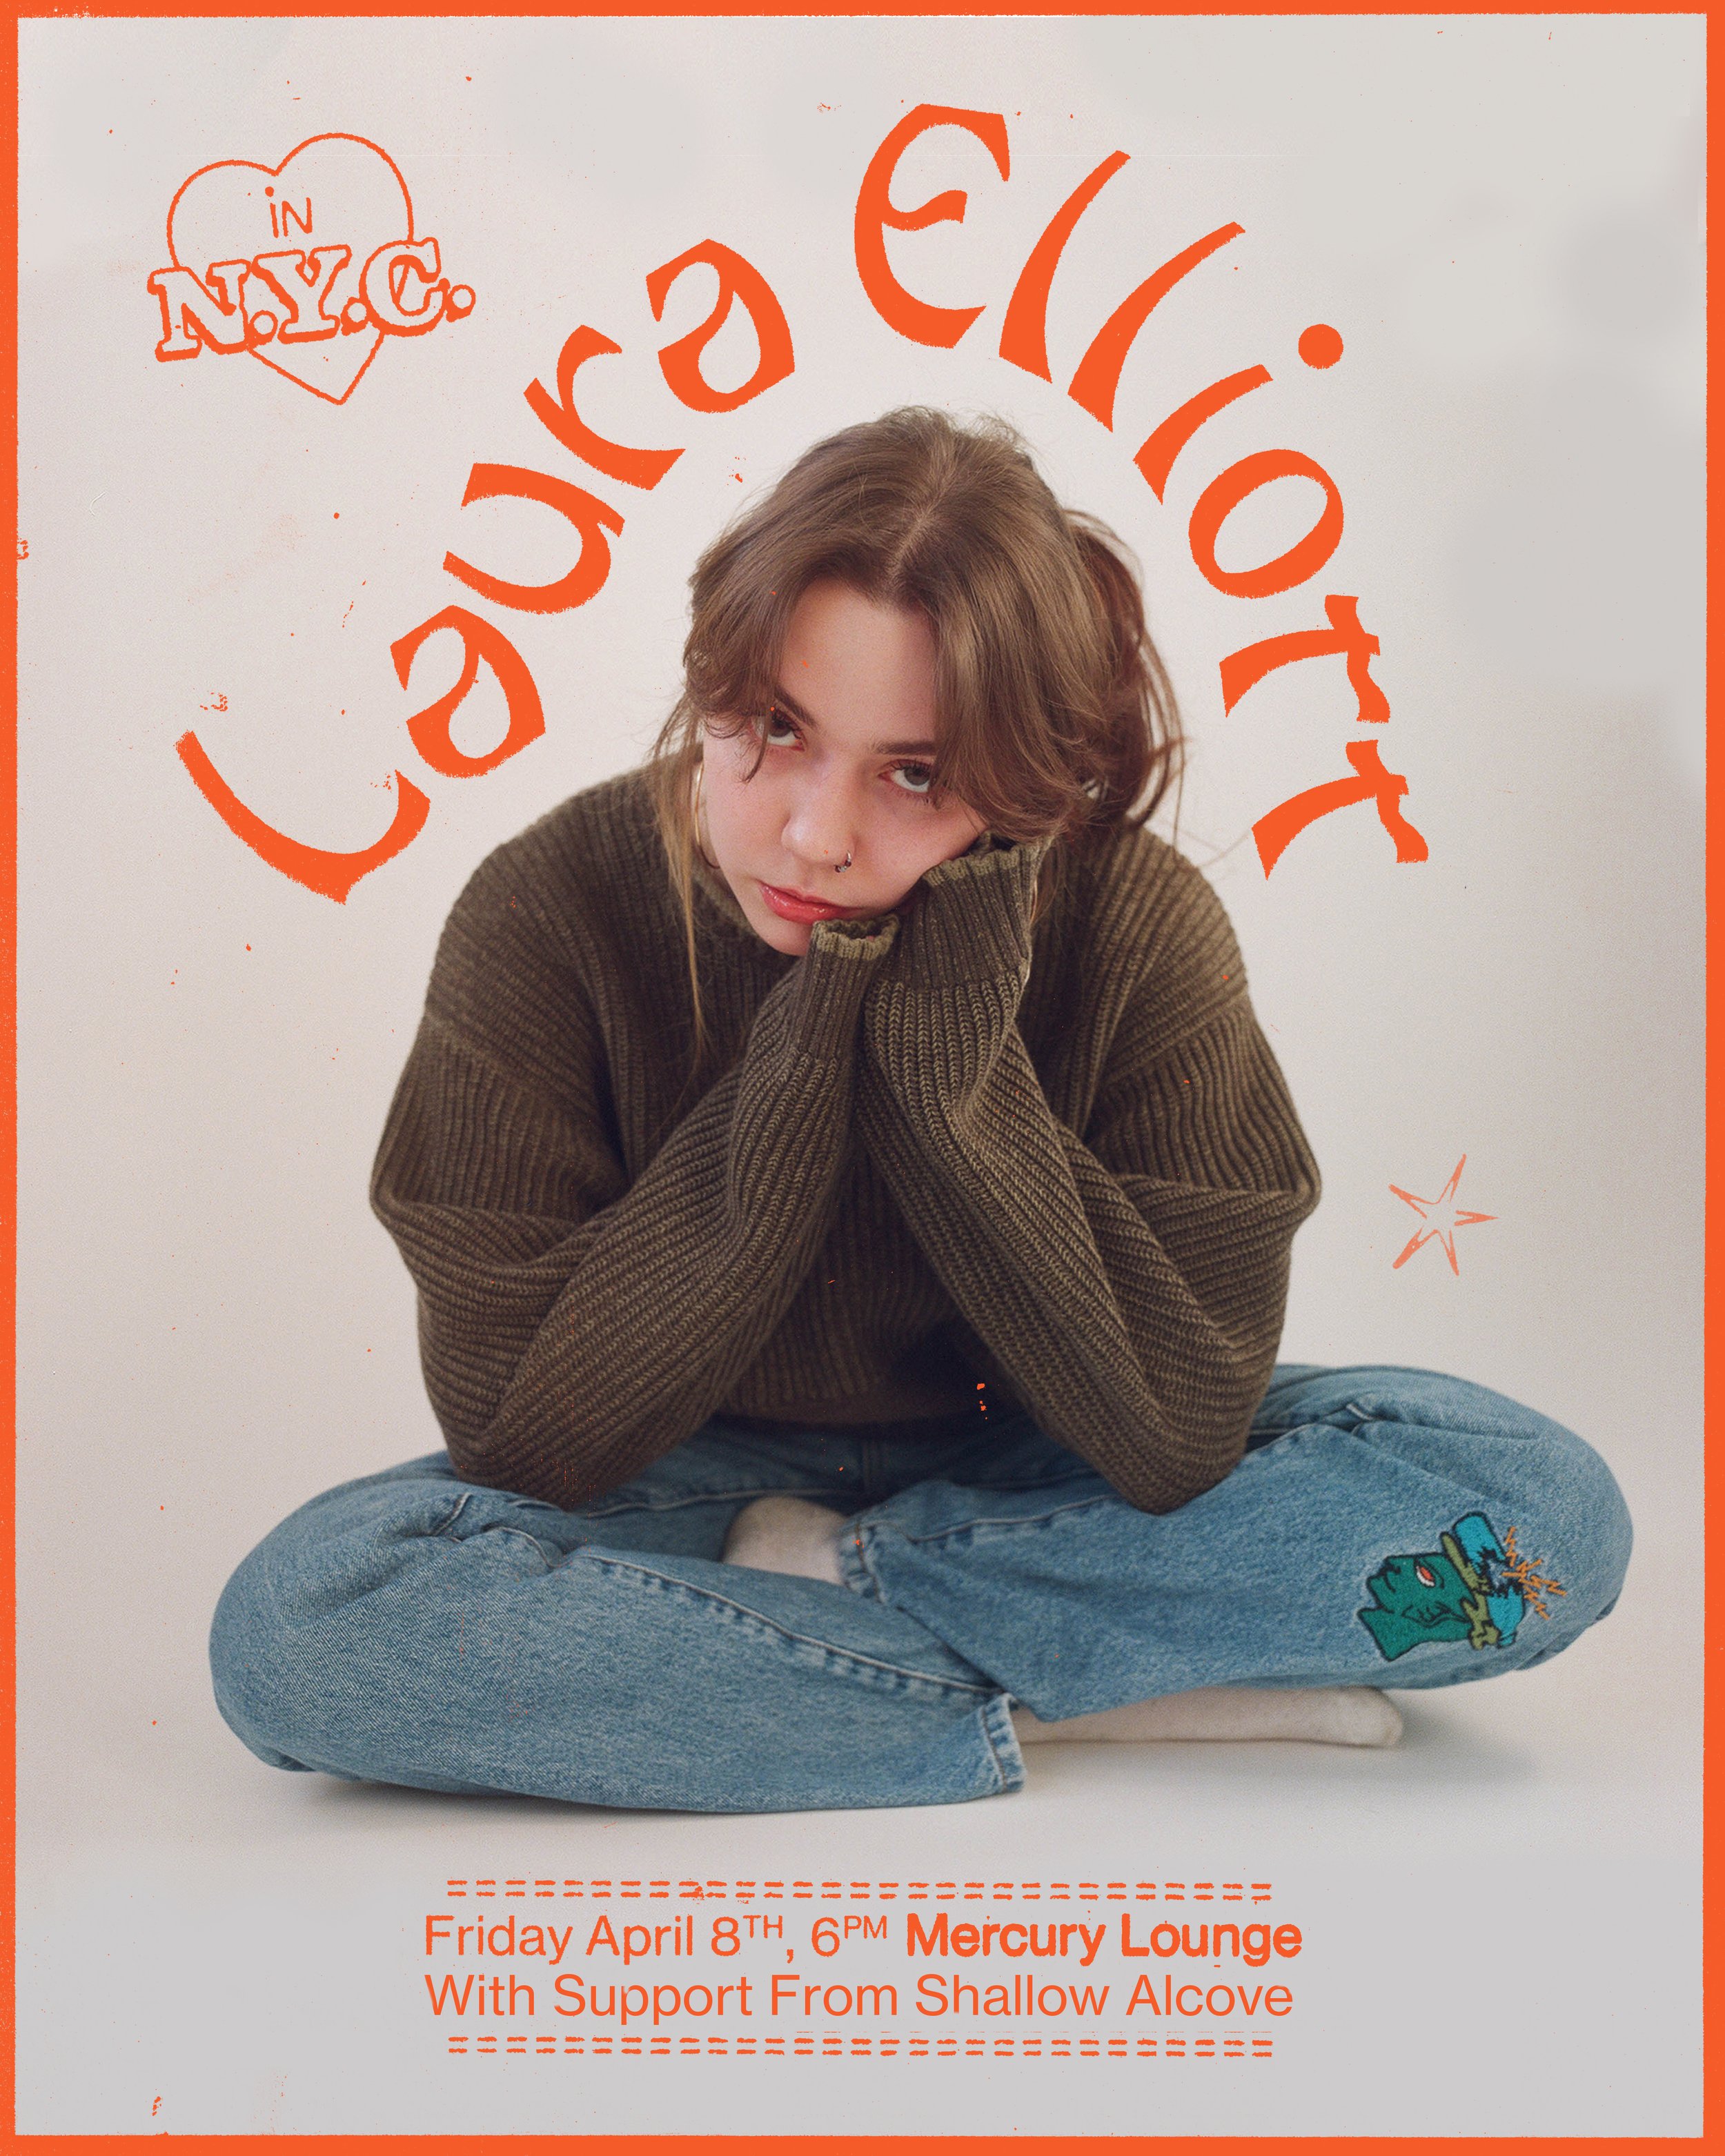 iN
N.Y.C.
Laura Elliott
Friday April 8TH, 6PM Mercury Lounge
With Support From Shallow Alcove